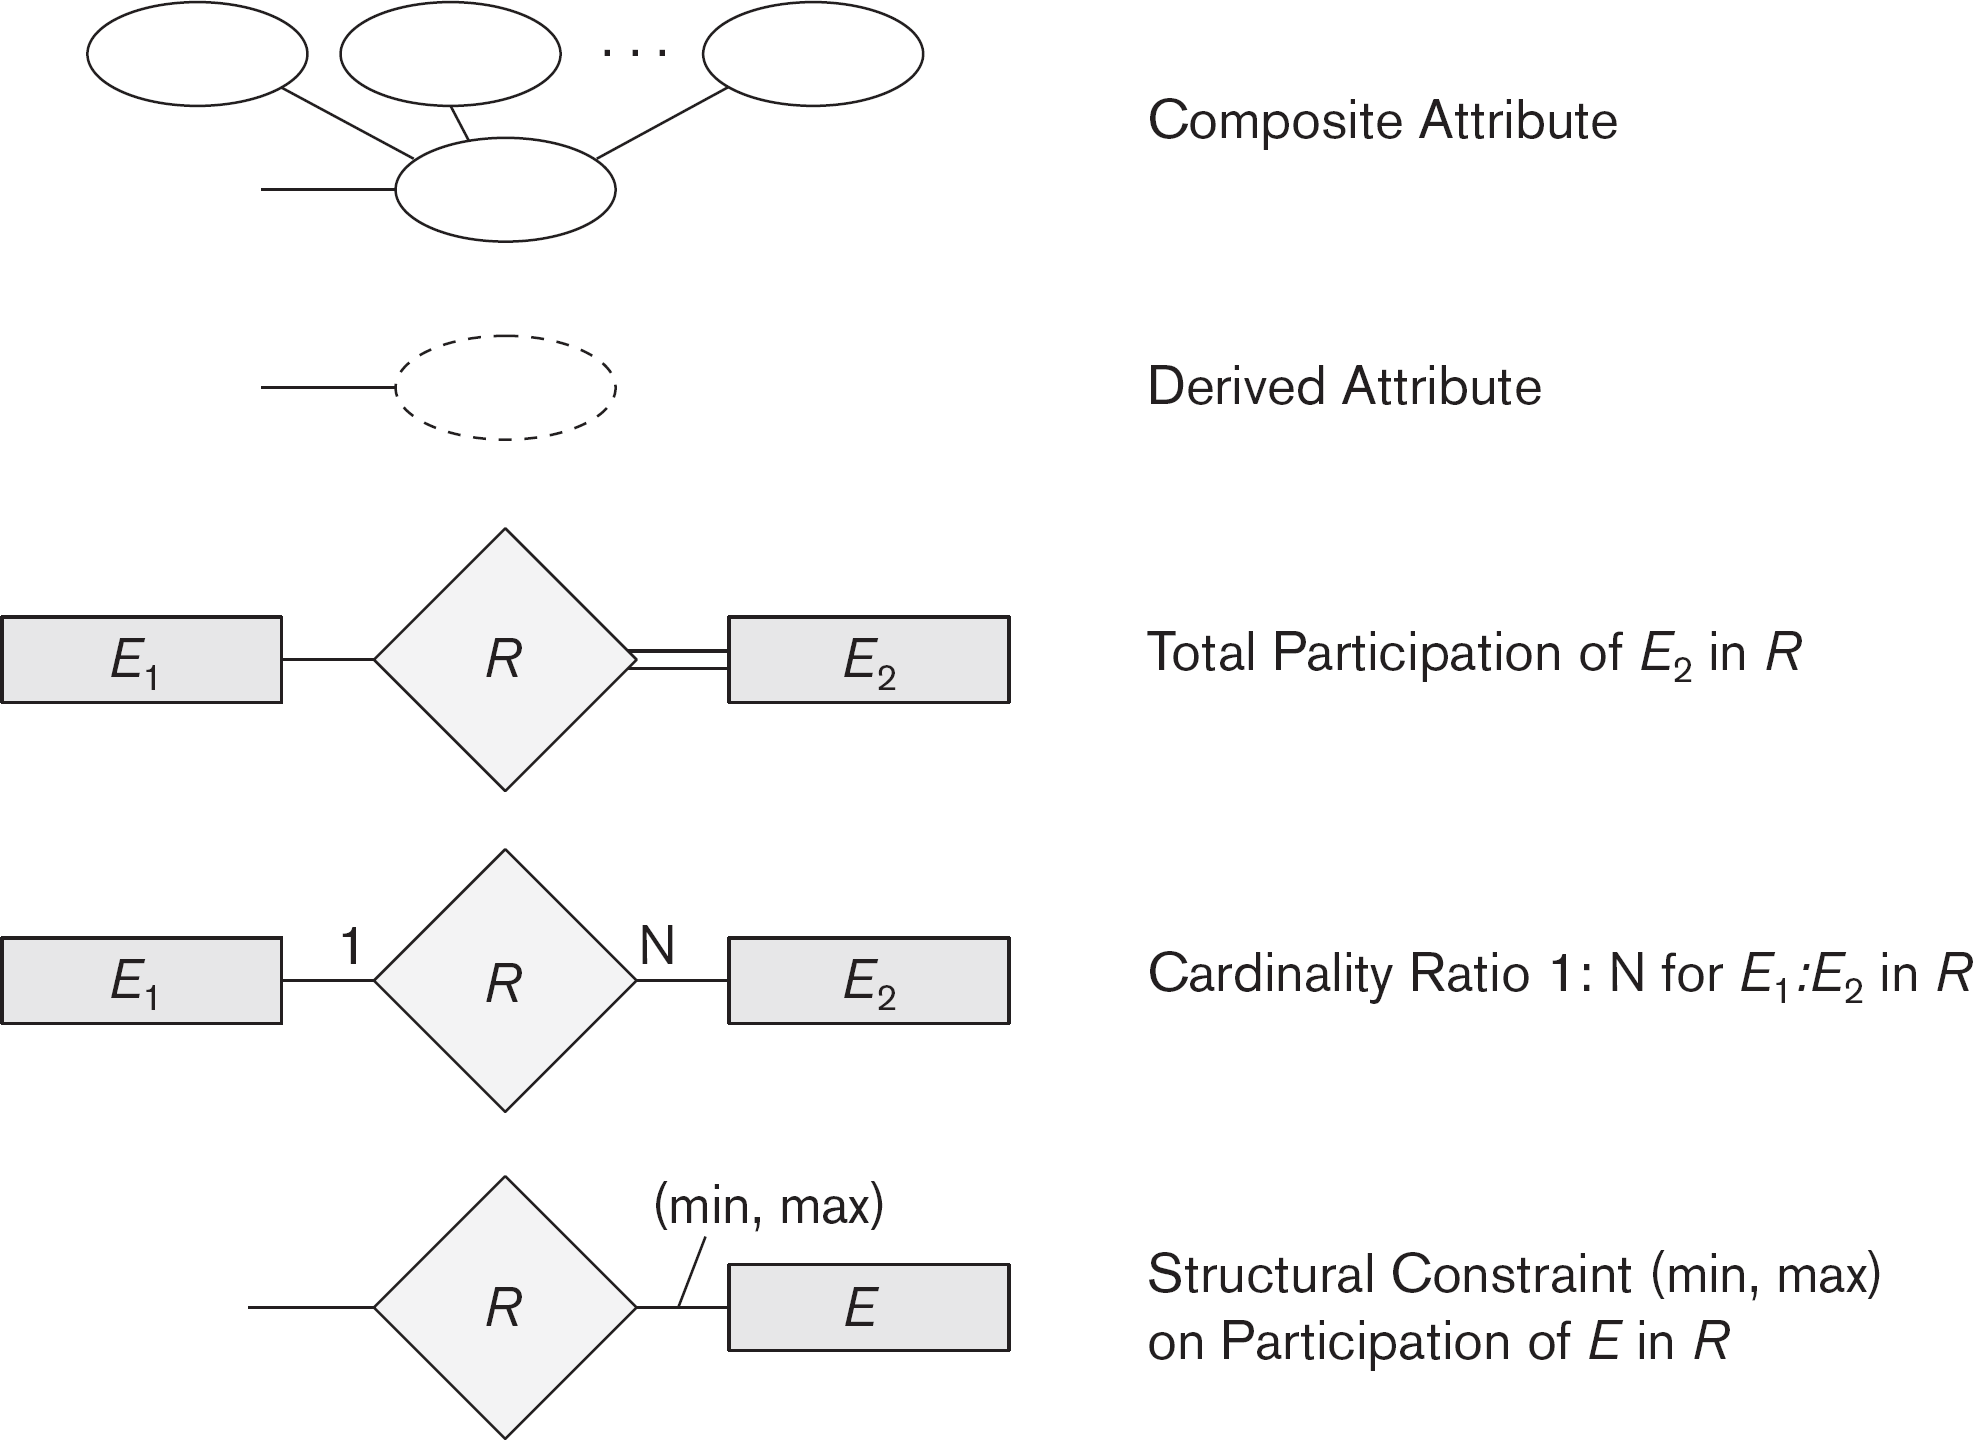 . . .
Composite Attribute
Derived Attribute
E₁ R E₂ Total Participation of E₂ in R
E₁ 1 R N E₂ Cardinality Ratio 1: N for E₁:E₂ in R
(min, max)
R E Structural Constraint (min, max)
on Participation of E in R